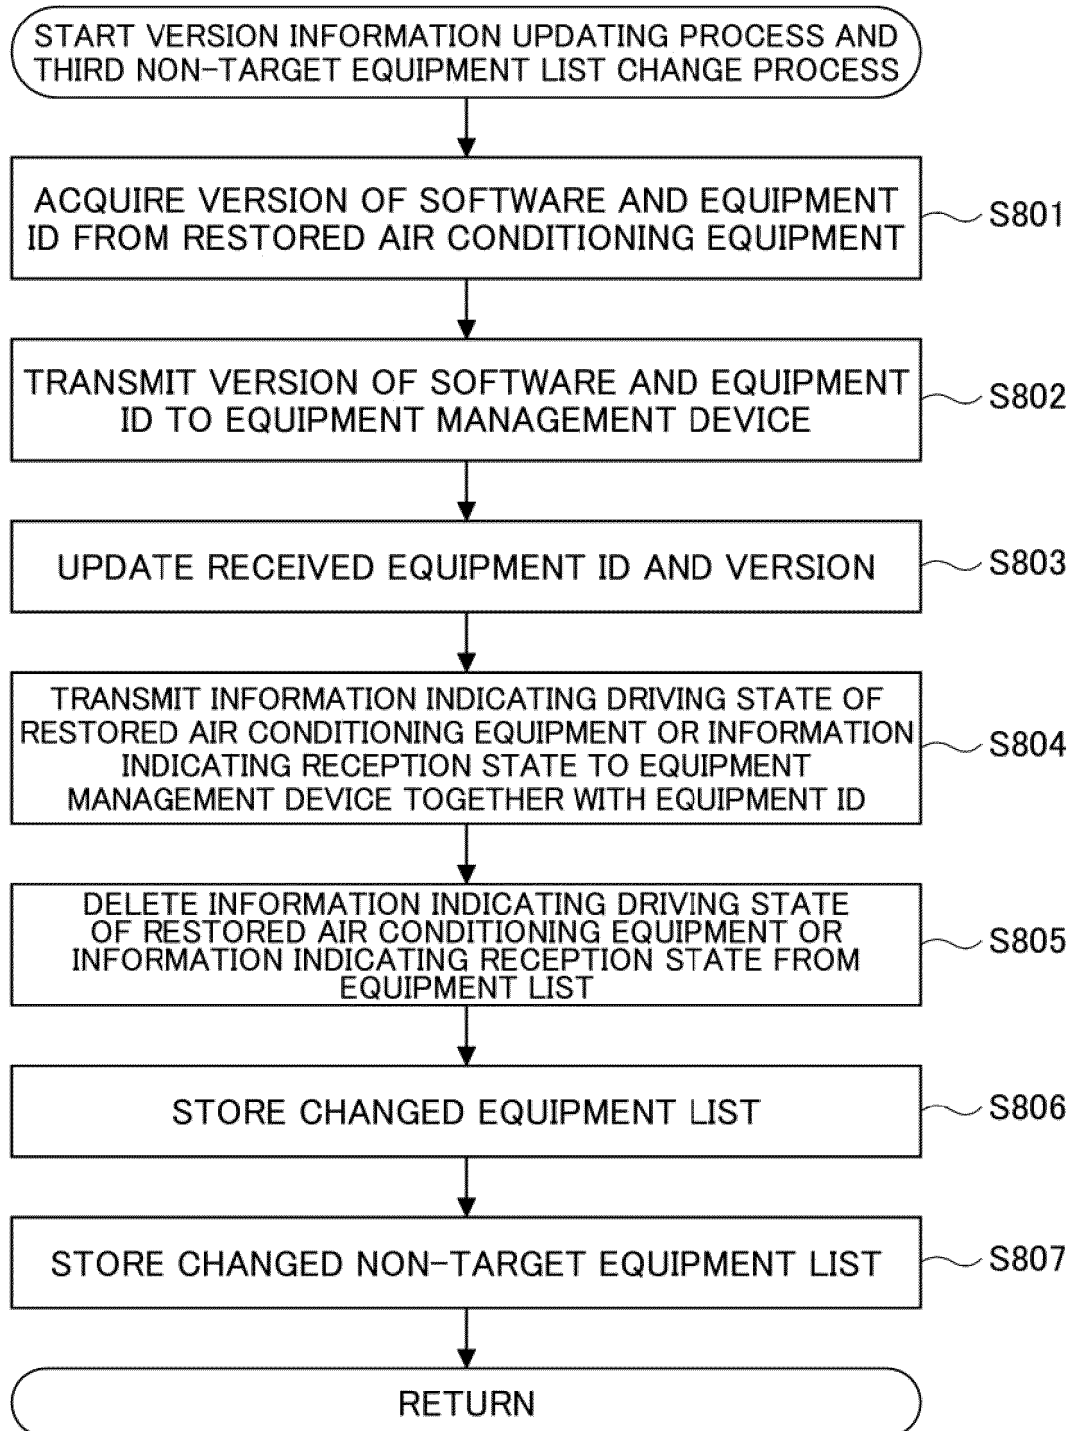 START VERSION INFORMATION UPDATING PROCESS AND
THIRD NON-TARGET EQUIPMENT LIST CHANGE PROCESS
ACQUIRE VERSION OF SOFTWARE AND EQUIPMENT
ID FROM RESTORED AIR CONDITIONING EQUIPMENT
S801
TRANSMIT VERSION OF SOFTWARE AND EQUIPMENT
ID TO EQUIPMENT MANAGEMENT DEVICE
S802
UPDATE RECEIVED EQUIPMENT ID AND VERSION
S803
TRANSMIT INFORMATION INDICATING DRIVING STATE OF
RESTORED AIR CONDITIONING EQUIPMENT OR INFORMATION
INDICATING RECEPTION STATE TO EQUIPMENT
MANAGEMENT DEVICE TOGETHER WITH EQUIPMENT ID
S804
DELETE INFORMATION INDICATING DRIVING STATE
OF RESTORED AIR CONDITIONING EQUIPMENT OR
INFORMATION INDICATING RECEPTION STATE FROM
EQUIPMENT LIST
S805
STORE CHANGED EQUIPMENT LIST
S806
STORE CHANGED NON-TARGET EQUIPMENT LIST
S807
RETURN